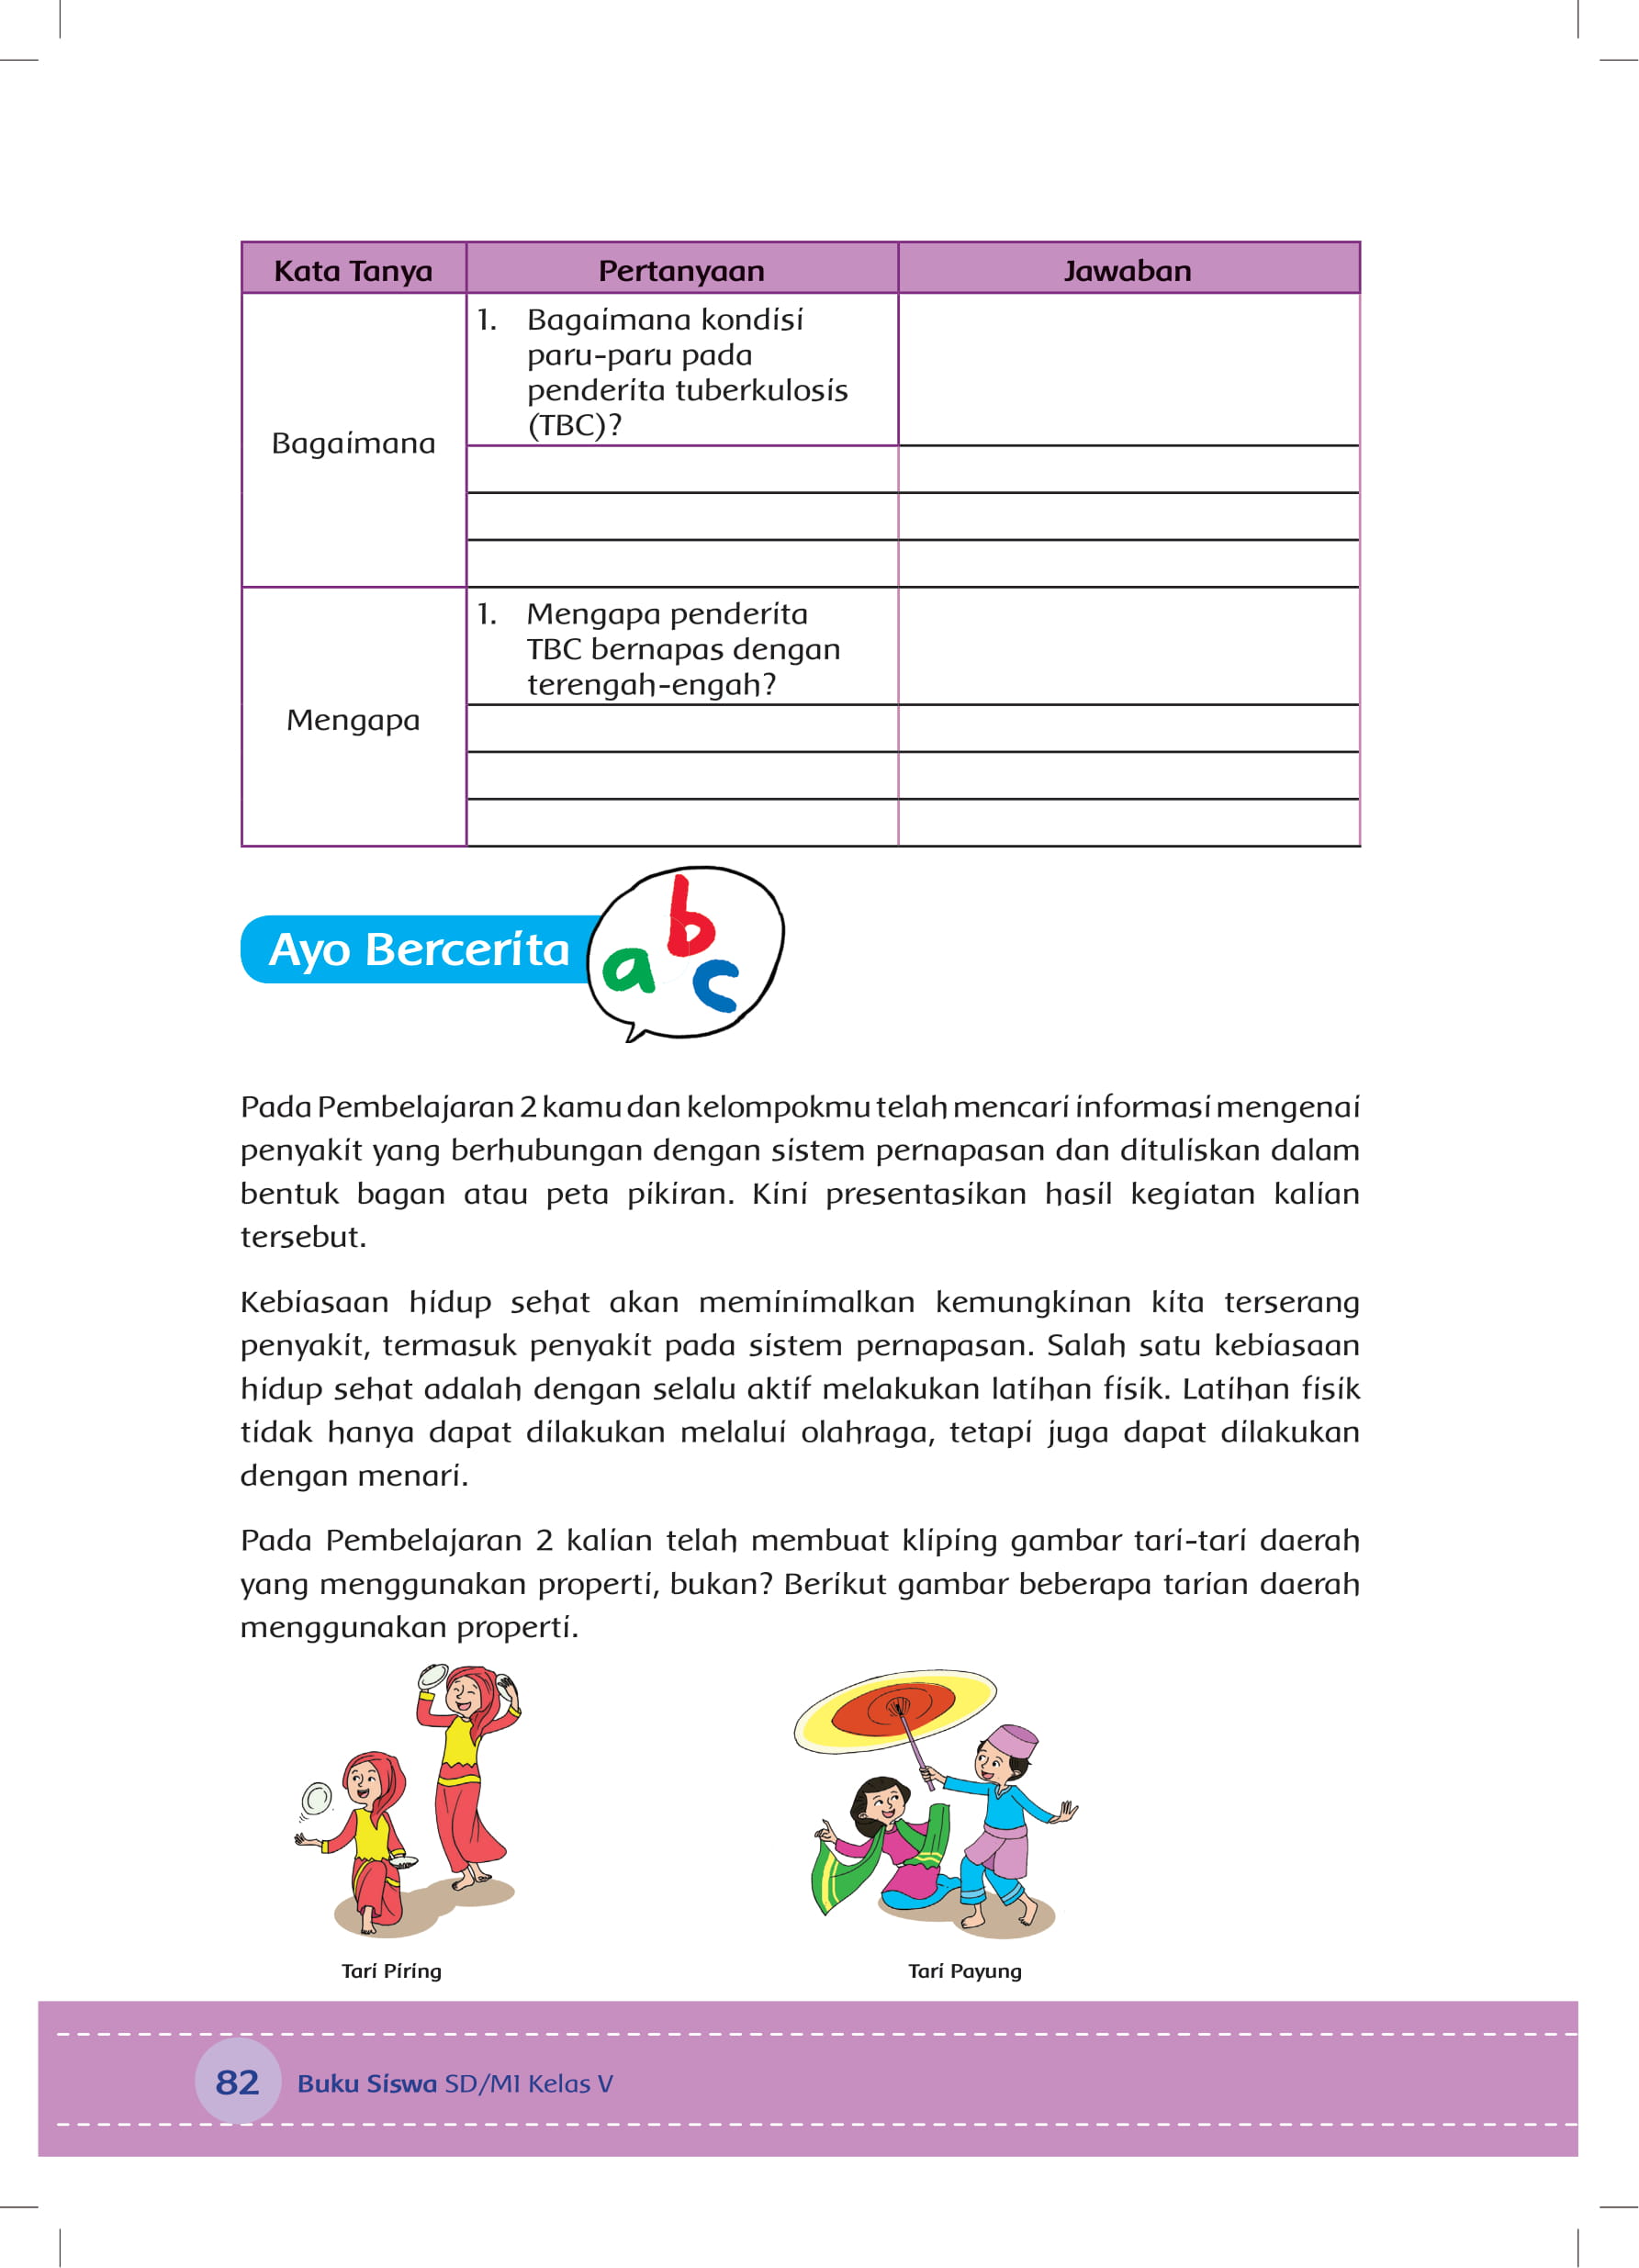 Kata Tanya Pertanyaan Jawaban
Bagaimana
1. Bagaimana kondisi
paru-paru pada
penderita tuberkulosis
(TBC)?
Mengapa
1. Mengapa penderita
TBC bernapas dengan
terengah-engah?
Ayo Bercerita
a b c
Pada Pembelajaran 2 kamu dan kelompokmu telah mencari informasi mengenai
penyakit yang berhubungan dengan sistem pernapasan dan dituliskan dalam
bentuk bagan atau peta pikiran. Kini presentasikan hasil kegiatan kalian
tersebut.
Kebiasaan hidup sehat akan meminimalkan kemungkinan kita terserang
penyakit, termasuk penyakit pada sistem pernapasan. Salah satu kebiasaan
hidup sehat adalah dengan selalu aktif melakukan latihan fisik. Latihan fisik
tidak hanya dapat dilakukan melalui olahraga, tetapi juga dapat dilakukan
dengan menari.
Pada Pembelajaran 2 kalian telah membuat kliping gambar tari-tari daerah
yang menggunakan properti, bukan? Berikut gambar beberapa tarian daerah
menggunakan properti.
Tari Piring
Tari Payung
82 Buku Siswa SD/MI Kelas V